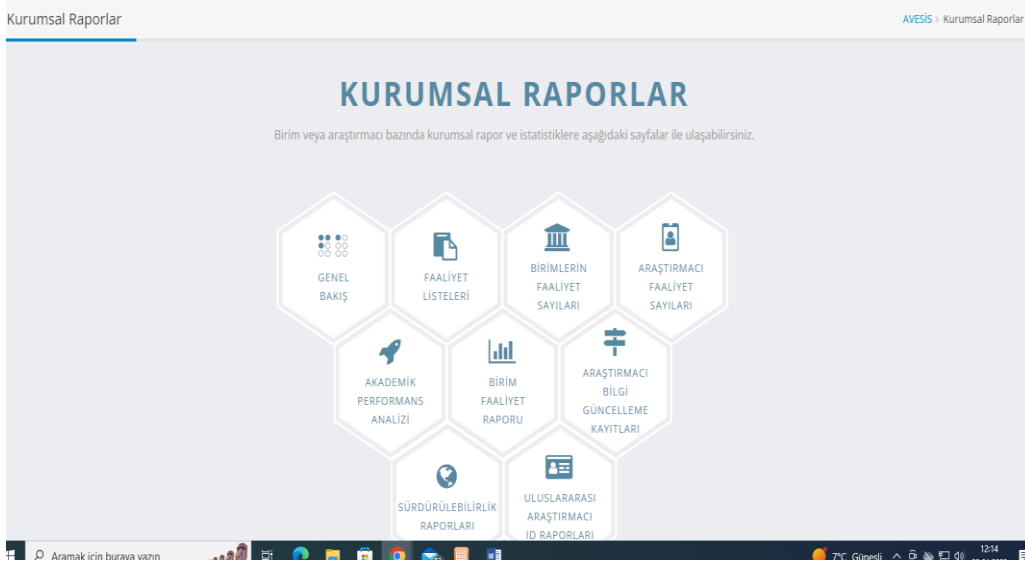 Kurumsal Raporlar
AVESİS > Kurumsal Raporlar
KURUMSAL RAPORLAR
Birim veya araştırmacı bazında kurumsal rapor ve istatistiklere aşağıdaki sayfalar ile ulaşabilirsiniz.
GENEL
BAKIŞ
FAALİYET
LİSTELERİ
BİRİMLERİN
FAALİYET
SAYILARI
ARAŞTIRMACI
FAALİYET
SAYILARI
AKADEMİK
PERFORMANS
ANALİZİ
BİRİM
FAALİYET
RAPORU
ARAŞTIRMACI
BİLGİ
GÜNCELLEME
KAYITLARI
SÜRDÜRÜLEBİLİRLİK
RAPORLARI
ULUSLARARASI
ARAŞTIRMACI
ID RAPORLARI
Aramak için buraya yazın
7°C Güneşli
12:14